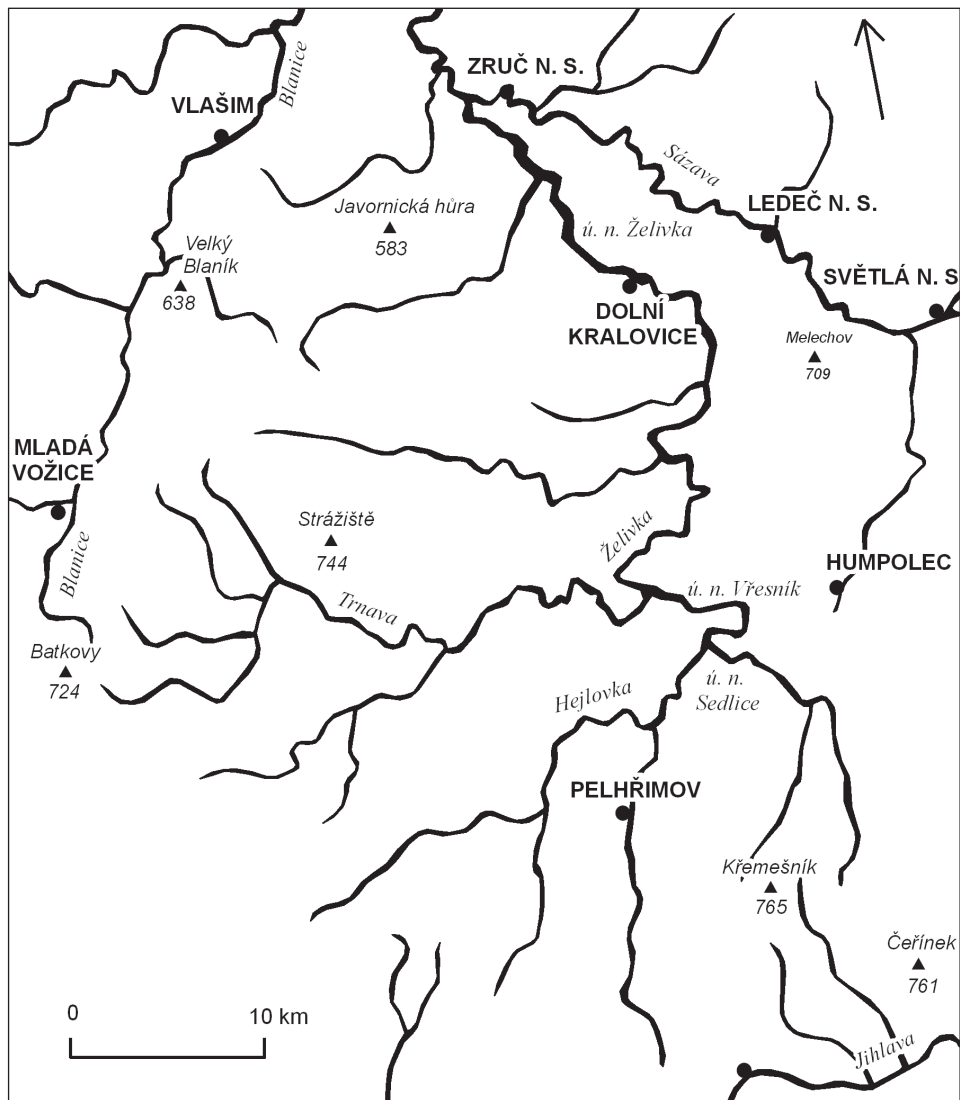 ZRUČ N. S.
Blanice
VLAŠIM
Sázava
Javornická hůra
583
LEDEČ N. S.
ú. n. Želivka
Velký
Blaník
638
SVĚTLÁ N. S
DOLNÍ
KRALOVICE
Melechov
709
MLADÁ
VOŽICE
Strážiště
744
Želivka
Blanice
HUMPOLEC
ú. n. Vřesník
Trnava
Batkovy
724
ú. n.
Sedlice
Hejlovka
PELHŘIMOV
Křemešník
765
Čeřínek
761
0 10 km
Jihlava